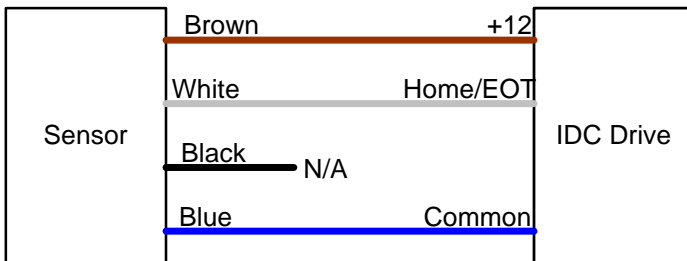 Brown +12
White Home/EOT
Sensor IDC Drive
Black N/A
Blue Common